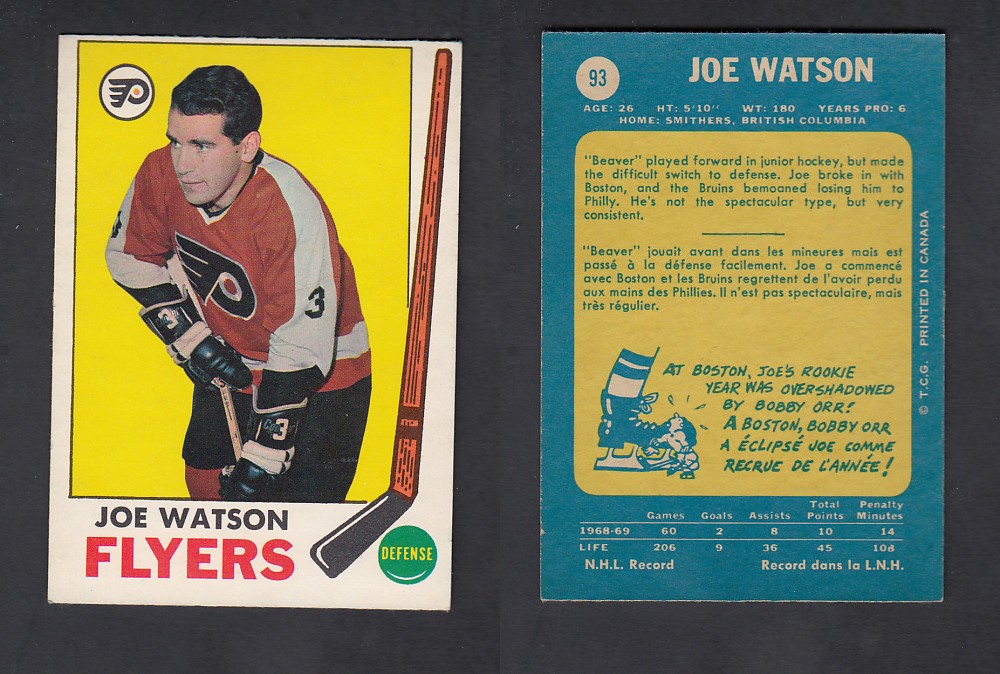 3
3
3
3
JOE WATSON
FLYERS
DEFENSE
93
JOE WATSON
AGE: 26 HT: 5'10'' WT: 180 YEARS PRO: 6
HOME: SMITHERS, BRITISH COLUMBIA
"Beaver" played forward in junior hockey, but made
the difficult switch to defense. Joe broke in with
Boston, and the Bruins bemoaned losing him to
Philly. He's not the spectacular type, but very
consistent.
"Beaver" jouait avant dans les mineures mais est
passé à la défense facilement. Joe a commencé
avec Boston et les Bruins regrettent de l'avoir perdu
aux mains des Phillies. Il n'est pas spectaculaire, mais
très régulier.
AT BOSTON, JOE'S ROOKIE
YEAR WAS OVERSHADOWED
BY BOBBY ORR!
A BOSTON, BOBBY ORR
A ÉCLIPSÉ JOE COMME
RECRUE DE L'ANNÉE!
© T.C.G. PRINTED IN CANADA
Games Goals Assists Total Points Penalty Minutes
1968-69 60 2 8 10 14
LIFE 206 9 36 45 108
N.H.L. Record Record dans la L.N.H.